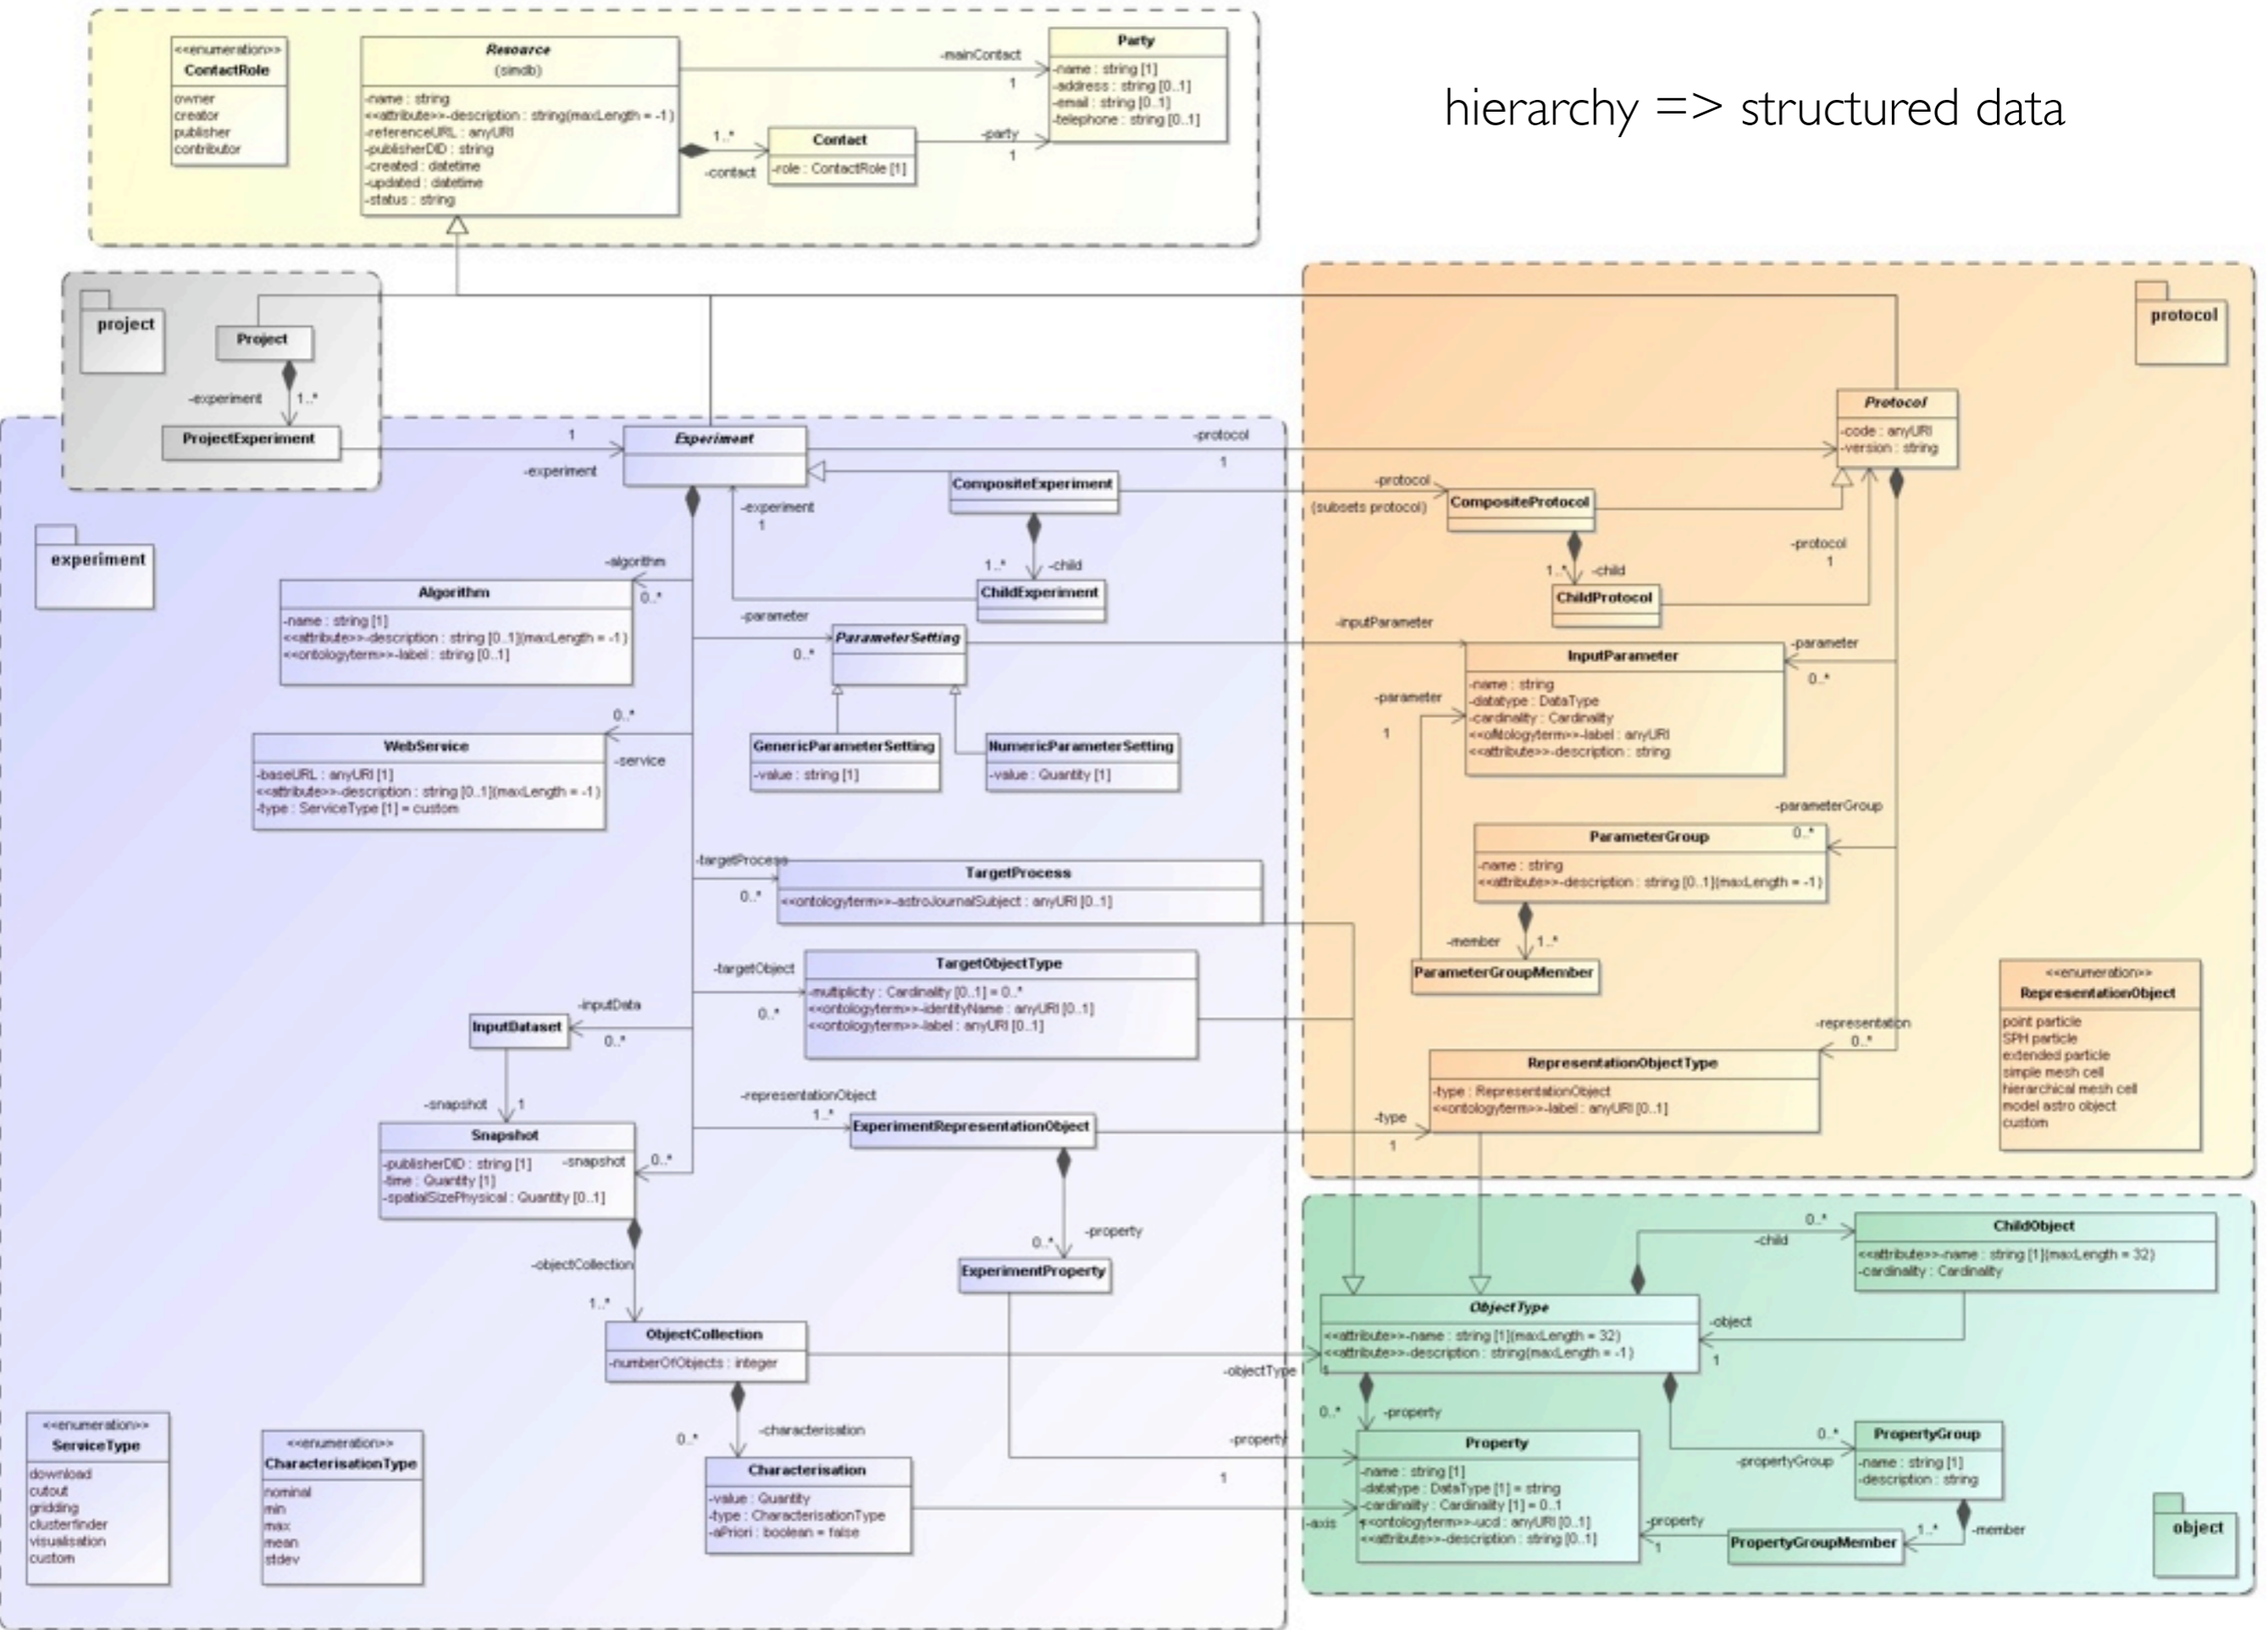 hierarchy => structured data
<<enumeration>>
ContactRole
owner
creator
publisher
contributor
Resource
(simdb)
-name : string
<<attribute>>-description : string(maxLength = -1)
-referenceURL : anyURI
-publisherDID : string
-created : datetime
-updated : datetime
-status : string
-mainContact
1
Party
-name : string [1]
-address : string [0..1]
-email : string [0..1]
-telephone : string [0..1]
1..*
-contact
Contact
-role : ContactRole [1]
-party
1
project
Project
-experiment
1..*
ProjectExperiment
1
-experiment
experiment
Experiment
-protocol
1
CompositeExperiment
-experiment
1
1..*
-child
ChildExperiment
-algorithm
0..*
Algorithm
-name : string [1]
<<attribute>>-description : string [0..1](maxLength = -1)
<<ontologyterm>>-label : string [0..1]
-parameter
0..*
ParameterSetting
GenericParameterSetting
-value : string [1]
NumericParameterSetting
-value : Quantity [1]
0..*
-service
WebService
-baseURL : anyURI [1]
<<attribute>>-description : string [0..1](maxLength = -1)
-type : ServiceType [1] = custom
-targetProcess
0..*
TargetProcess
<<ontologyterm>>-astroJournalSubject : anyURI [0..1]
-targetObject
0..*
TargetObjectType
-multiplicity : Cardinality [0..1] = 0..*
<<ontologyterm>>-identityName : anyURI [0..1]
<<ontologyterm>>-label : anyURI [0..1]
-inputData
0..*
InputDataset
-snapshot
1
-representationObject
1..*
ExperimentRepresentationObject
Snapshot
-publisherDID : string [1]
-time : Quantity [1]
-spatialSizePhysical : Quantity [0..1]
-snapshot
0..*
-property
0..*
ExperimentProperty
-objectCollection
1..*
ObjectCollection
-numberOfObjects : integer
-objectType
1
-characterisation
0..*
Characterisation
-value : Quantity
-type : CharacterisationType
-aPriori : boolean = false
-property
1
-axis
<<enumeration>>
ServiceType
download
cutout
gridding
clusterfinder
visualisation
custom
<<enumeration>>
CharacterisationType
nominal
min
max
mean
stdev
protocol
Protocol
-code : anyURI
-version : string
-protocol
(subsets protocol)
CompositeProtocol
1..*
-child
-protocol
1
ChildProtocol
-inputParameter
InputParameter
-name : string
-datatype : DataType
-cardinality : Cardinality
-label : anyURI
<<attribute>>-description : string
-parameter
0..*
-parameter
1
-parameterGroup
0..*
ParameterGroup
-name : string
<<attribute>>-description : string [0..1](maxLength = -1)
-member
1..*
ParameterGroupMember
-representation
0..*
RepresentationObjectType
-type : RepresentationObject
<<ontologyterm>>-label : anyURI [0..1]
-type
1
<<enumeration>>
RepresentationObject
point particle
SPH particle
extended particle
simple mesh cell
hierarchical mesh cell
model astro object
custom
0..*
-child
ChildObject
<<attribute>>-name : string [1](maxLength = 32)
-cardinality : Cardinality
ObjectType
<<attribute>>-name : string [1](maxLength = 32)
<<attribute>>-description : string(maxLength = -1)
-object
1
0..*
-property
Property
-name : string [1]
-datatype : DataType [1] = string
-cardinality : Cardinality [1] = 0..1
<<ontologyterm>>-ucd : anyURI [0..1]
<<attribute>>-description : string [0..1]
0..*
-propertyGroup
PropertyGroup
-name : string [1]
-description : string
-property
1
PropertyGroupMember
1..*
-member
object